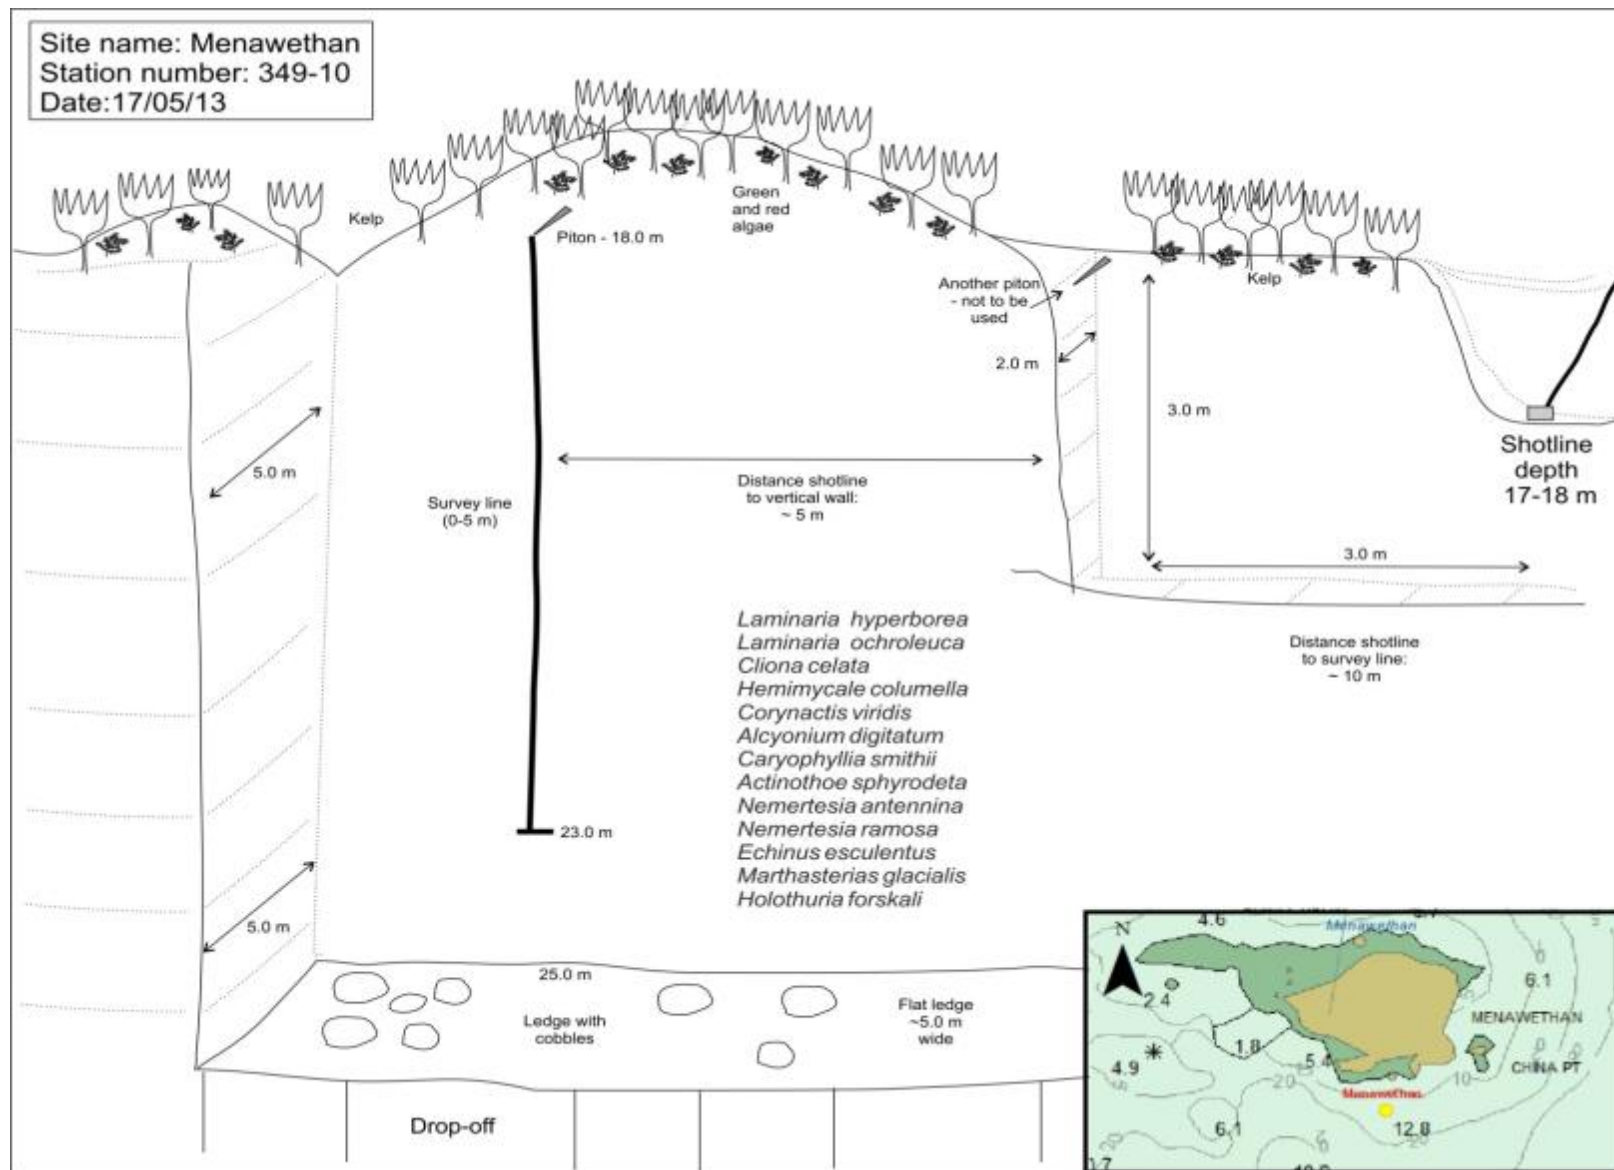 Site name: Menawethan
Station number: 349-10
Date:17/05/13
Kelp
Green
and red
algae
Piton - 18.0 m
Another piton
- not to be
used
Kelp
2.0 m
3.0 m
5.0 m
Survey line
(0-5 m)
Distance shotline
to vertical wall:
~ 5 m
Shotline
depth
17-18 m
3.0 m
Laminaria hyperborea
Laminaria ochroleuca
Cliona celata
Hemimycale columella
Corynactis viridis
Alcyonium digitatum
Caryophyllia smithii
Actinothoe sphyrodeta
Nemertesia antennina
Nemertesia ramosa
Echinus esculentus
Marthasterias glacialis
Holothuria forskali
Distance shotline
to survey line:
~ 10 m
23.0 m
5.0 m
25.0 m
Ledge with
cobbles
Flat ledge
~5.0 m
wide
Drop-off
N
4.6
Menawethan
6.1
2.4
MENAWETHAN
1.8
5.4
4.9
CHINA PT
20
10
Menawethan
6.1
12.8
20